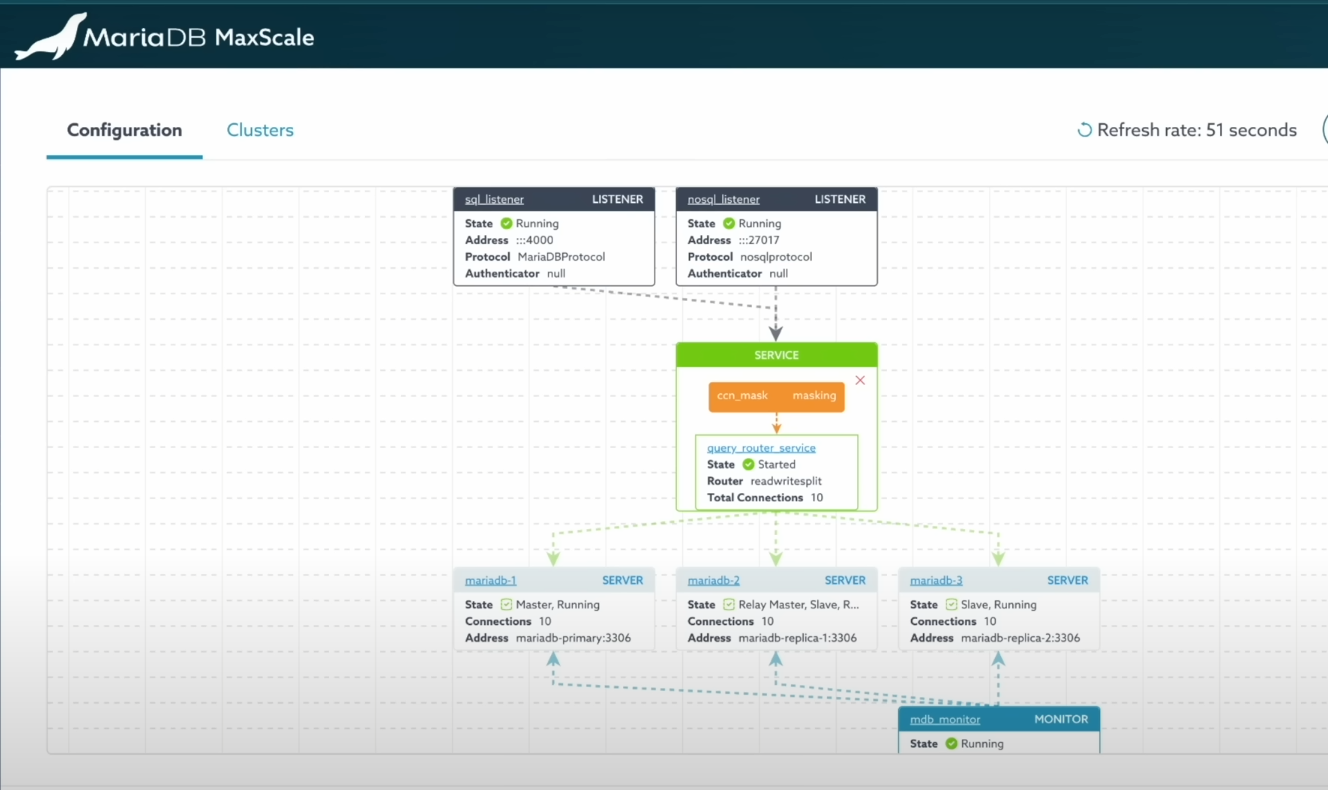 MariaDB MaxScale
Configuration Clusters Refresh rate: 51 seconds
sql_listener LISTENER
State Running
Address :::4000
Protocol MariaDBProtocol
Authenticator null
nosql_listener LISTENER
State Running
Address :::27017
Protocol nosqlprotocol
Authenticator null
SERVICE
ccn_mask masking
query_router_service
State Started
Router readwritesplit
Total Connections 10
mariadb-1 SERVER
State Master, Running
Connections 10
Address mariadb-primary:3306
mariadb-2 SERVER
State Relay Master, Slave, R...
Connections 10
Address mariadb-replica-1:3306
mariadb-3 SERVER
State Slave, Running
Connections 10
Address mariadb-replica-2:3306
mdb_monitor MONITOR
State Running